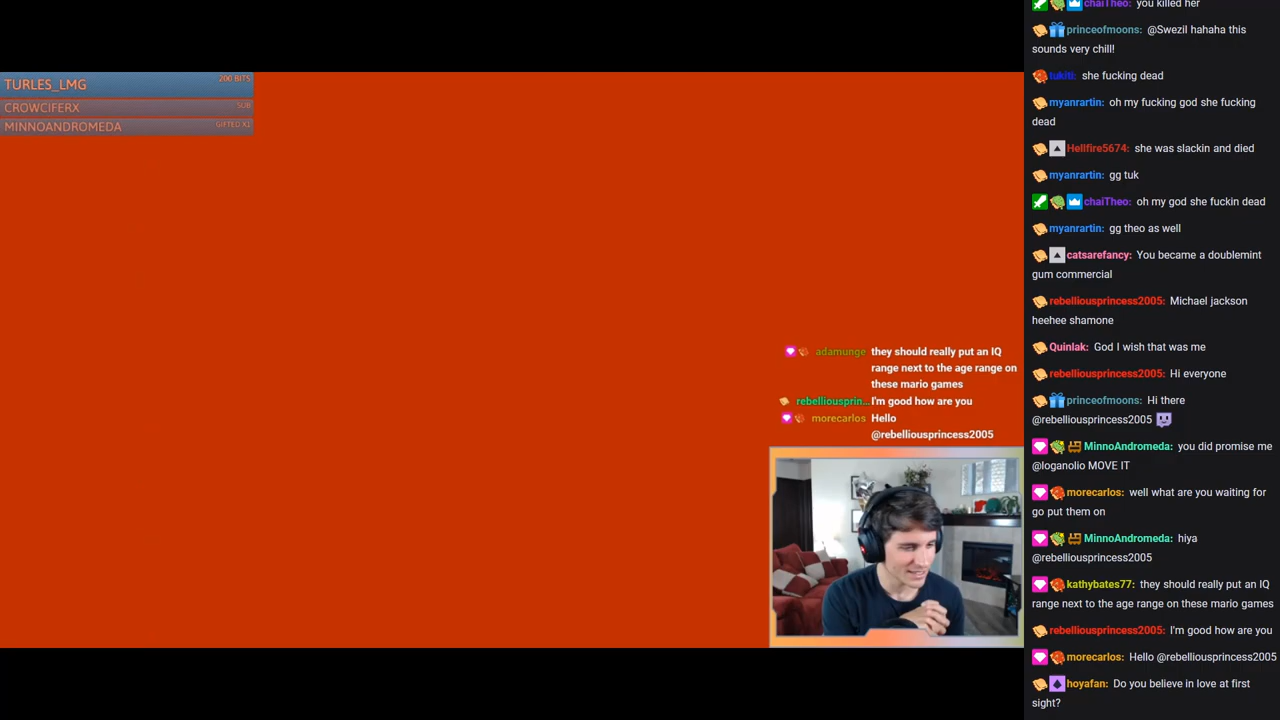 TURLES_LMG 200 BITS
CROWCIFERX SUB
MINNOANDROMEDA GIFTED X1
adamunge they should really put an IQ
range next to the age range on
these mario games
rebelliousprin... I'm good how are you
morecarlos Hello
@rebelliousprincess2005
chaiTheo: you killed her
princeofmoons: @Swezil hahaha this
sounds very chill!
tukiti: she fucking dead
myanrartin: oh my fucking god she fucking
dead
Hellfire5674: she was slackin and died
myanrartin: gg tuk
chaiTheo: oh my god she fuckin dead
myanrartin: gg theo as well
catsarefancy: You became a doublemint
gum commercial
rebelliousprincess2005: Michael jackson
heehee shamone
Quinlak: God I wish that was me
rebelliousprincess2005: Hi everyone
princeofmoons: Hi there
@rebelliousprincess2005
MinnoAndromeda: you did promise me
@loganolio MOVE IT
morecarlos: well what are you waiting for
go put them on
MinnoAndromeda: hiya
@rebelliousprincess2005
kathybates77: they should really put an IQ
range next to the age range on these mario games
rebelliousprincess2005: I'm good how are you
morecarlos: Hello @rebelliousprincess2005
hoyafan: Do you believe in love at first
sight?